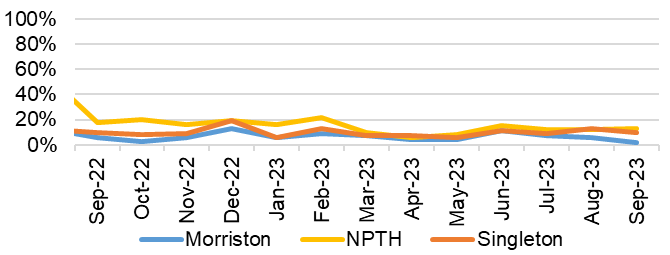 100%
80%
60%
40%
20%
0%
Sep-22
Oct-22
Nov-22
Dec-22
Jan-23
Feb-23
Mar-23
Apr-23
May-23
Jun-23
Jul-23
Aug-23
Sep-23
Morriston NPTH Singleton